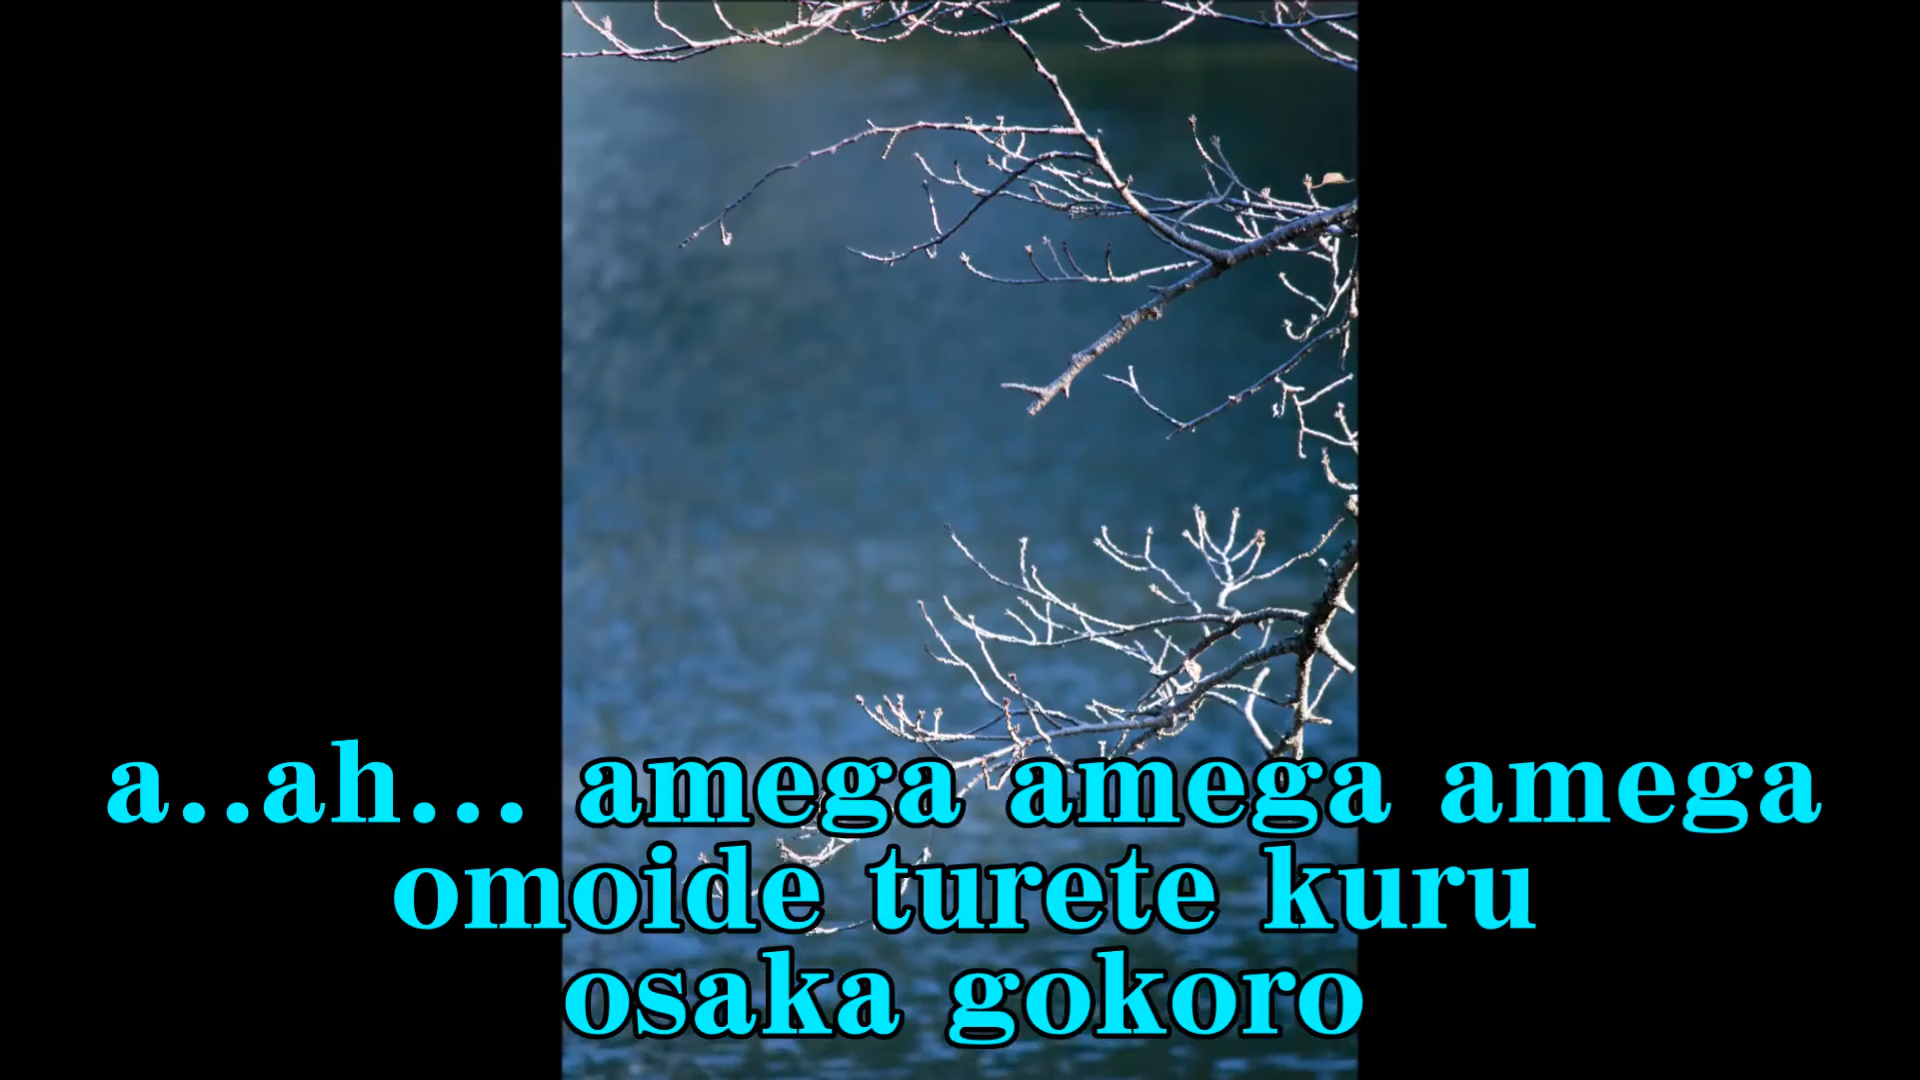 a..ah... amega amega amega
omoide turete kuru
osaka gokoro